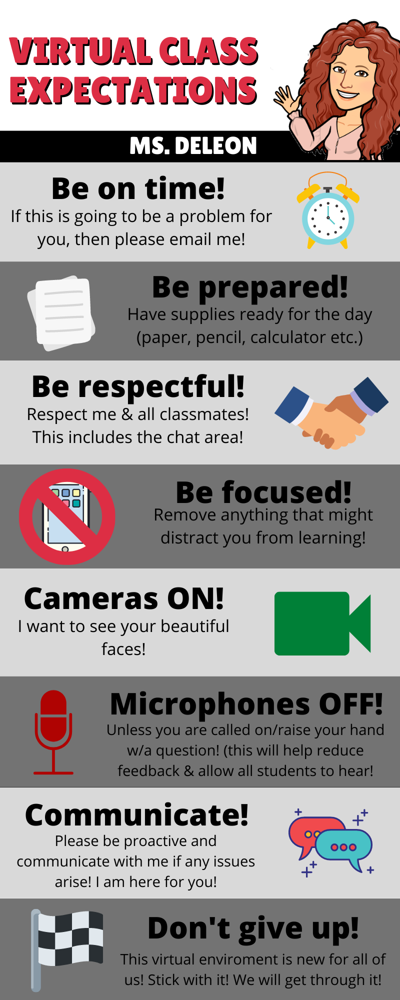 VIRTUAL CLASS
EXPECTATIONS
MS. DELEON
Be on time!
If this is going to be a problem for
you, then please email me!
Be prepared!
Have supplies ready for the day
(paper, pencil, calculator etc.)
Be respectful!
Respect me & all classmates!
This includes the chat area!
Be focused!
Remove anything that might
distract you from learning!
Cameras ON!
I want to see your beautiful
faces!
Microphones OFF!
Unless you are called on/raise your hand
w/a question! (this will help reduce
feedback & allow all students to hear!
Communicate!
Please be proactive and
communicate with me if any issues
arise! I am here for you!
Don't give up!
This virtual enviroment is new for all of
us! Stick with it! We will get through it!